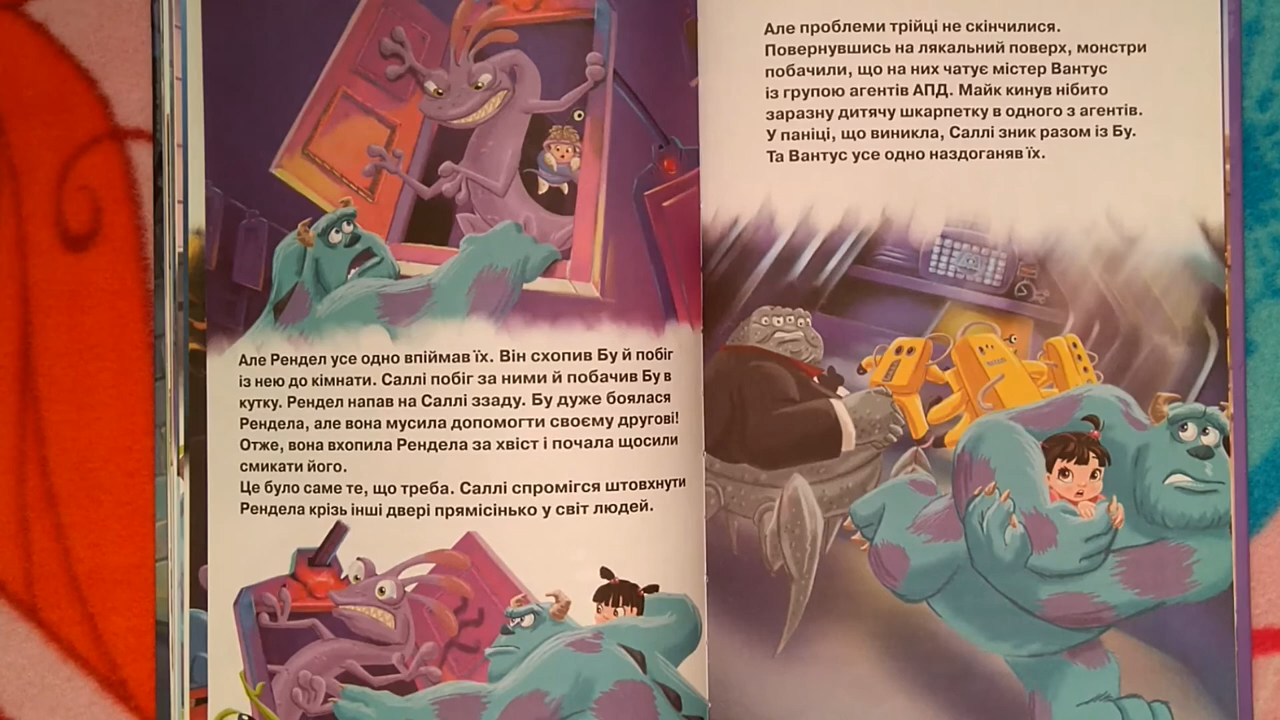 Але Рендел усе одно впіймав їх. Він схопив Бу й побіг
із нею до кімнати. Саллі побіг за ними й побачив Бу в
кутку. Рендел напав на Саллі ззаду. Бу дуже боялася
Рендела, але вона мусила допомогти своєму другові!
Отже, вона вхопила Рендела за хвіст і почала щосили
смикати його.
Це було саме те, що треба. Саллі спромігся штовхнути
Рендела крізь інші двері прямісінько у світ людей.
Але проблеми трійці не скінчилися.
Повернувшись на лякальний поверх, монстри
побачили, що на них чатує містер Вантус
із групою агентів АПД. Майк кинув нібито
заразну дитячу шкарпетку в одного з агентів.
У паніці, що виникла, Саллі зник разом із Бу.
Та Вантус усе одно наздоганяв їх.